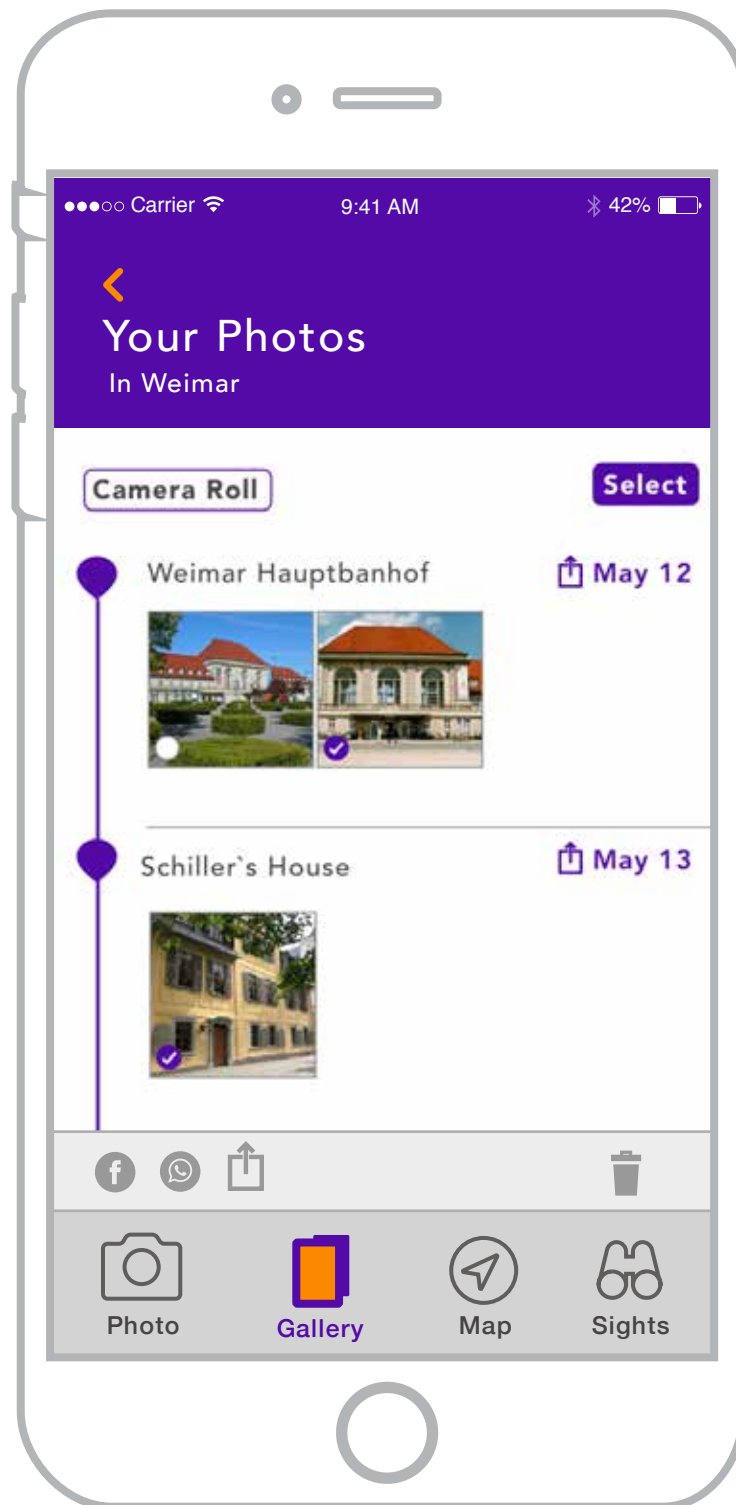 Carrier 9:41 AM 42%
Your Photos
In Weimar
Camera Roll Select
Weimar Hauptbanhof May 12
Schiller`s House May 13
Photo Gallery Map Sights